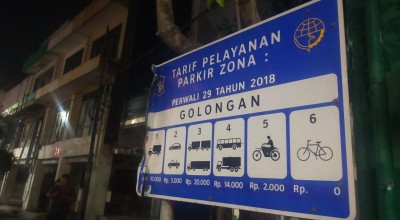 TARIF PELAYANAN
PARKIR ZONA :
PERWALI 29 TAHUN 2018
GOLONGAN
1 2 3 4 5 6
Rp. 5.000 Rp. 20.000 Rp. 14.000 Rp. 2.000 Rp. 0